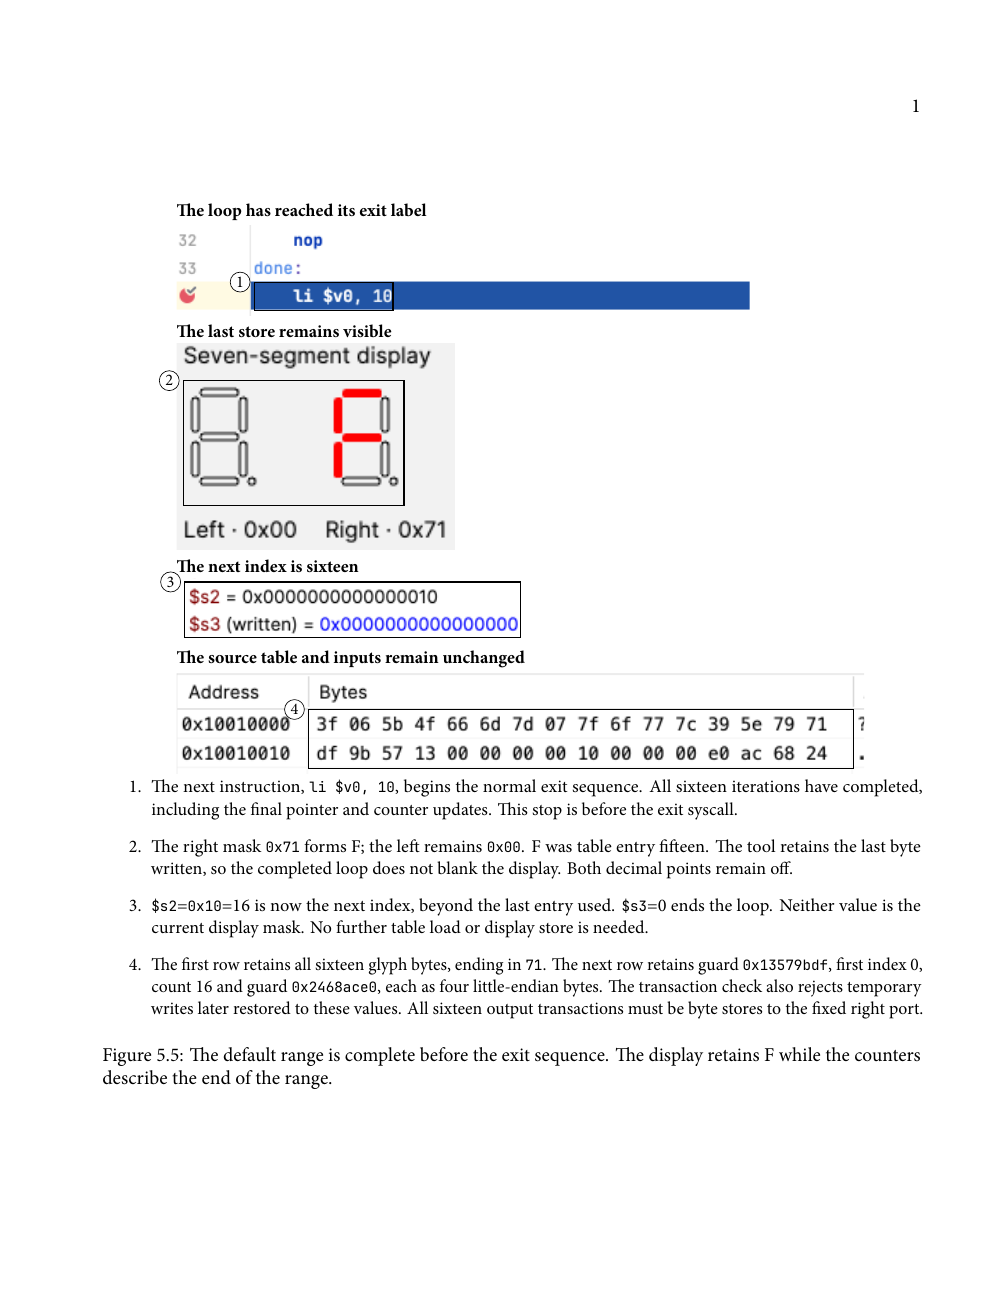 1
The loop has reached its exit label
32 nop
33 done:
1 li $v0, 10
The last store remains visible
Seven-segment display
2
Left · 0x00 Right · 0x71
The next index is sixteen
3
$s2 = 0x0000000000000010
$s3 (written) = 0x0000000000000000
The source table and inputs remain unchanged
Address Bytes
4
0x10010000 3f 06 5b 4f 66 6d 7d 07 7f 6f 77 7c 39 5e 79 71 ?
0x10010010 df 9b 57 13 00 00 00 00 10 00 00 00 e0 ac 68 24 .
1. The next instruction, li $v0, 10, begins the normal exit sequence. All sixteen iterations have completed,
including the final pointer and counter updates. This stop is before the exit syscall.
2. The right mask 0x71 forms F; the left remains 0x00. F was table entry fifteen. The tool retains the last byte
written, so the completed loop does not blank the display. Both decimal points remain off.
3. $s2=0x10=16 is now the next index, beyond the last entry used. $s3=0 ends the loop. Neither value is the
current display mask. No further table load or display store is needed.
4. The first row retains all sixteen glyph bytes, ending in 71. The next row retains guard 0x13579bdf, first index 0,
count 16 and guard 0x2468ace0, each as four little-endian bytes. The transaction check also rejects temporary
writes later restored to these values. All sixteen output transactions must be byte stores to the fixed right port.
Figure 5.5: The default range is complete before the exit sequence. The display retains F while the counters
describe the end of the range.